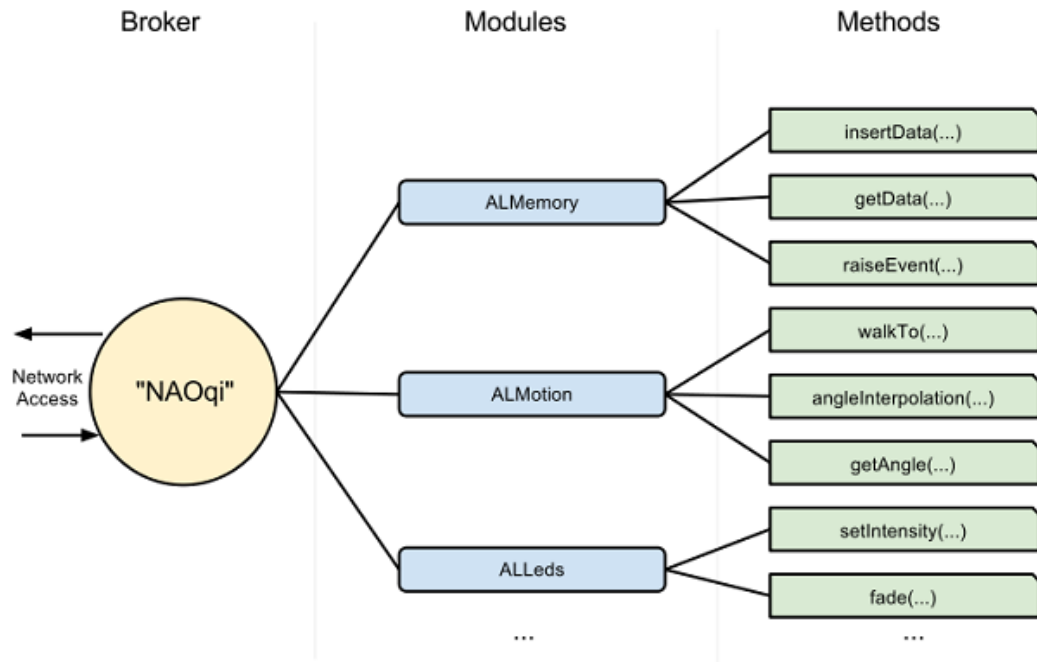 Broker
Modules
Methods
insertData(...)
ALMemory
getData(...)
raiseEvent(...)
walkTo(...)
Network
Access
"NAOqi"
ALMotion
angleInterpolation(...)
getAngle(...)
setIntensity(...)
ALLeds
fade(...)
...
...